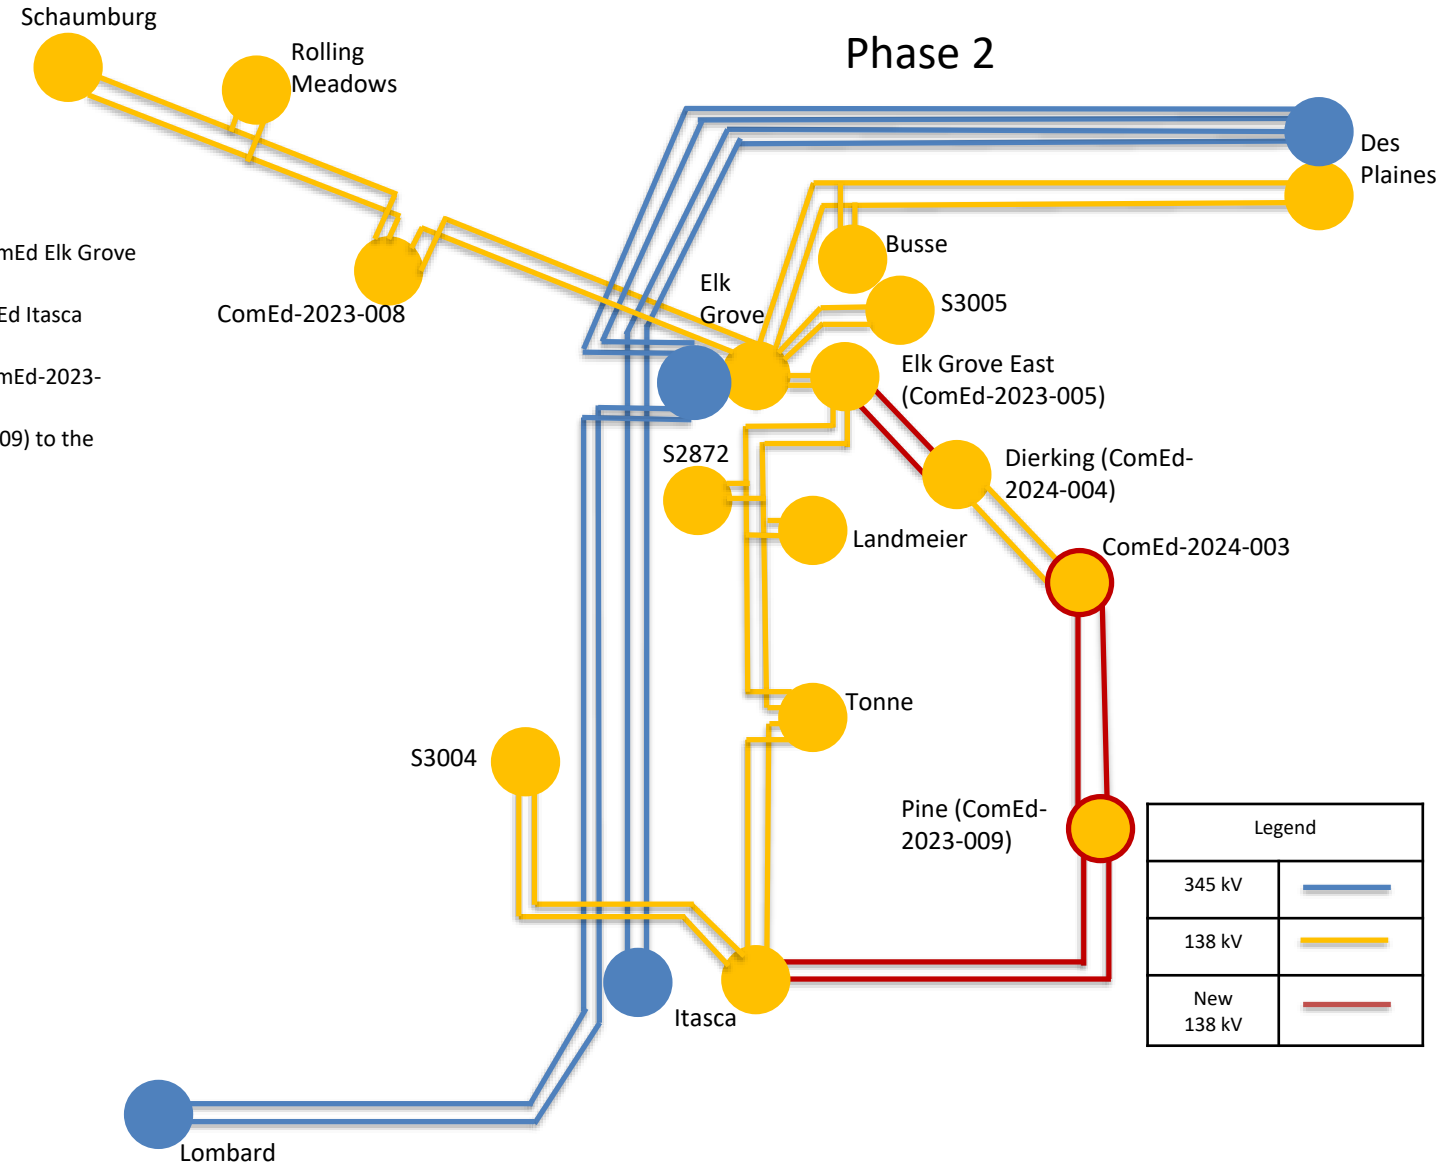 Schaumburg
Rolling
Meadows
Phase 2
Des
Plaines
Busse
mEd Elk Grove
Elk
Grove
S3005
ComEd-2023-008
Ed Itasca
Elk Grove East
(ComEd-2023-005)
mEd-2023-
09) to the
S2872
Dierking (ComEd-
2024-004)
Landmeier
ComEd-2024-003
Tonne
S3004
Pine (ComEd-
2023-009)
Legend
345 kV
138 kV
New
138 kV
Itasca
Lombard